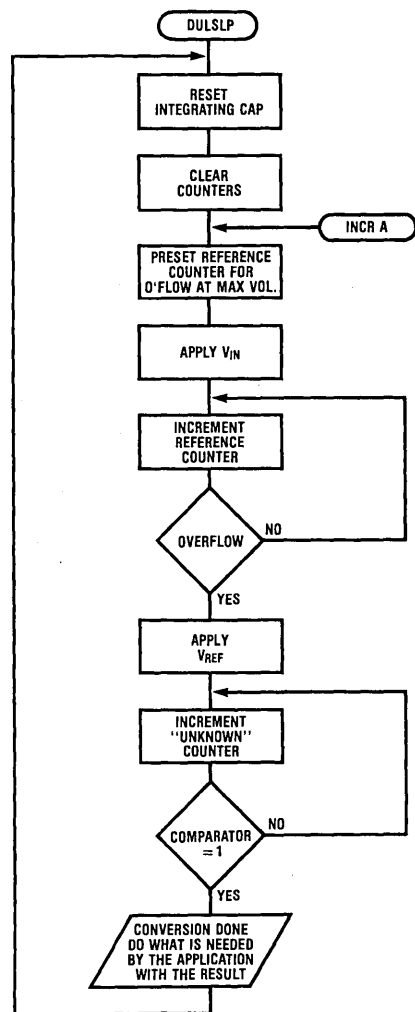 DULSLP
RESET
INTEGRATING CAP
CLEAR
COUNTERS
INCR A
PRESET REFERENCE
COUNTER FOR
O'FLOW AT MAX VOL.
APPLY VIN
INCREMENT
REFERENCE
COUNTER
OVERFLOW
NO
YES
APPLY
VREF
INCREMENT
"UNKNOWN"
COUNTER
COMPARATOR
=1
NO
YES
CONVERSION DONE
DO WHAT IS NEEDED
BY THE APPLICATION
WITH THE RESULT